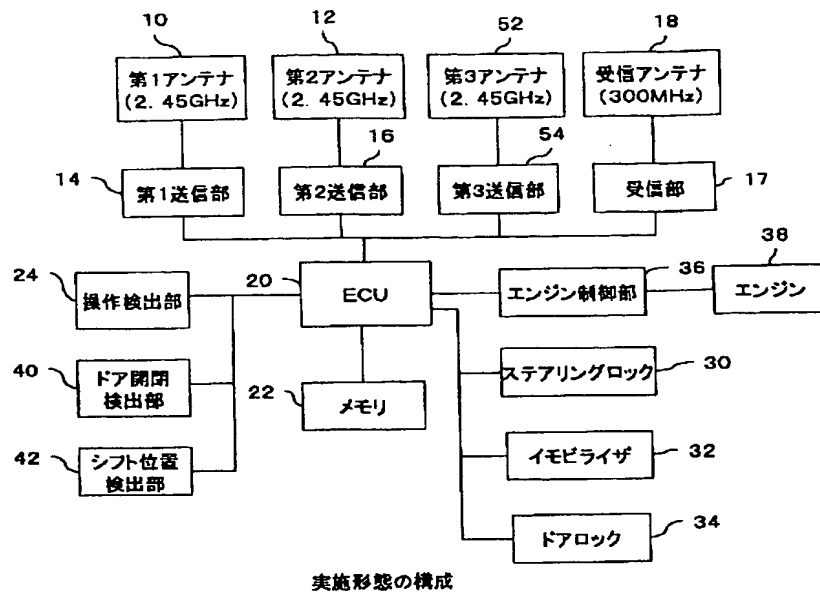 10
12
52
18
第1アンテナ
(2. 45GHz)
第2アンテナ
(2. 45GHz)
第3アンテナ
(2. 45GHz)
受信アンテナ
(300MHz)
14
16
54
17
第1送信部
第2送信部
第3送信部
受信部
24
20
36
38
操作検出部
ECU
エンジン制御部
エンジン
40
ドア開閉
検出部
22
メモリ
ステアリングロック
30
42
シフト位置
検出部
イモビライザ
32
ドアロック
34
実施形態の構成